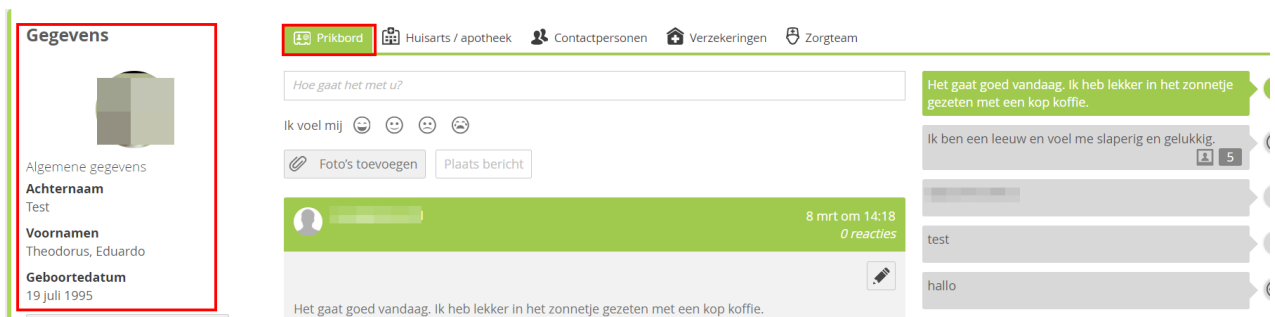 Gegevens
Algemene gegevens
Achternaam
Test
Voornamen
Theodorus, Eduardo
Geboortedatum
19 juli 1995
Prikbord
Huisarts / apotheek
Contactpersonen
Verzekeringen
Zorgteam
Hoe gaat het met u?
Ik voel mij
Foto's toevoegen
Plaats bericht
8 mrt om 14:18
0 reacties
Het gaat goed vandaag. Ik heb lekker in het zonnetje gezeten met een kop koffie.
Het gaat goed vandaag. Ik heb lekker in het zonnetje
gezeten met een kop koffie.
Ik ben een leeuw en voel me slaperig en gelukkig.
5
test
hallo